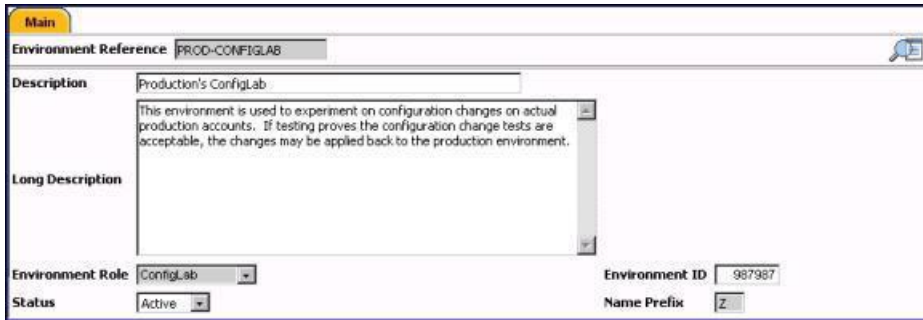 Main
Environment Reference PROD-CONFIGLAB
Description Production's ConfigLab
This environment is used to experiment on configuration changes on actual
production accounts. If testing proves the configuration change tests are
acceptable, the changes may be applied back to the production environment.
Long Description
Environment Role ConfigLab Environment ID 987987
Status Active Name Prefix Z